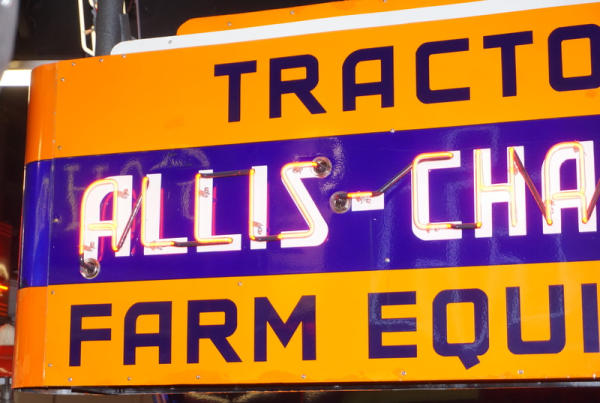 TRACTO
ALLIS-CHA
FARM EQUI